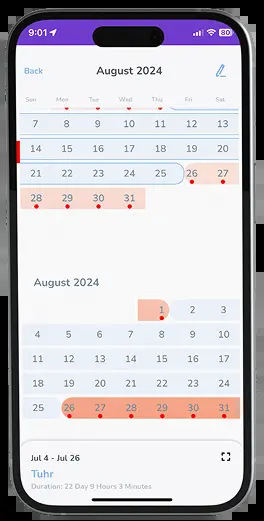 9:01
80
Back August 2024
Sun Mon Tue Wed Thu Fri Sat
7 8 9 10 11 12 13
14 15 16 17 18 19 20
21 22 23 24 25 26 27
28 29 30 31
August 2024
1 2 3
4 5 6 7 8 9 10
11 12 13 14 15 16 17
18 19 20 21 22 23 24
25 26 27 28 29 30 31
Jul 4 - Jul 26
Tuhr
Duration: 22 Day 9 Hours 3 Minutes